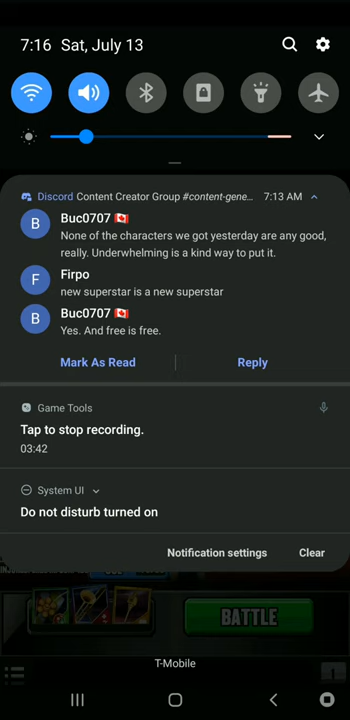 7:16 Sat, July 13
Discord Content Creator Group #content-gene... 7:13 AM
B Buc0707 🇨🇦
None of the characters we got yesterday are any good,
really. Underwhelming is a kind way to put it.
F Firpo
new superstar is a new superstar
B Buc0707 🇨🇦
Yes. And free is free.
Mark As Read Reply
Game Tools
Tap to stop recording.
03:42
System UI
Do not disturb turned on
Notification settings Clear
BATTLE
T-Mobile
1